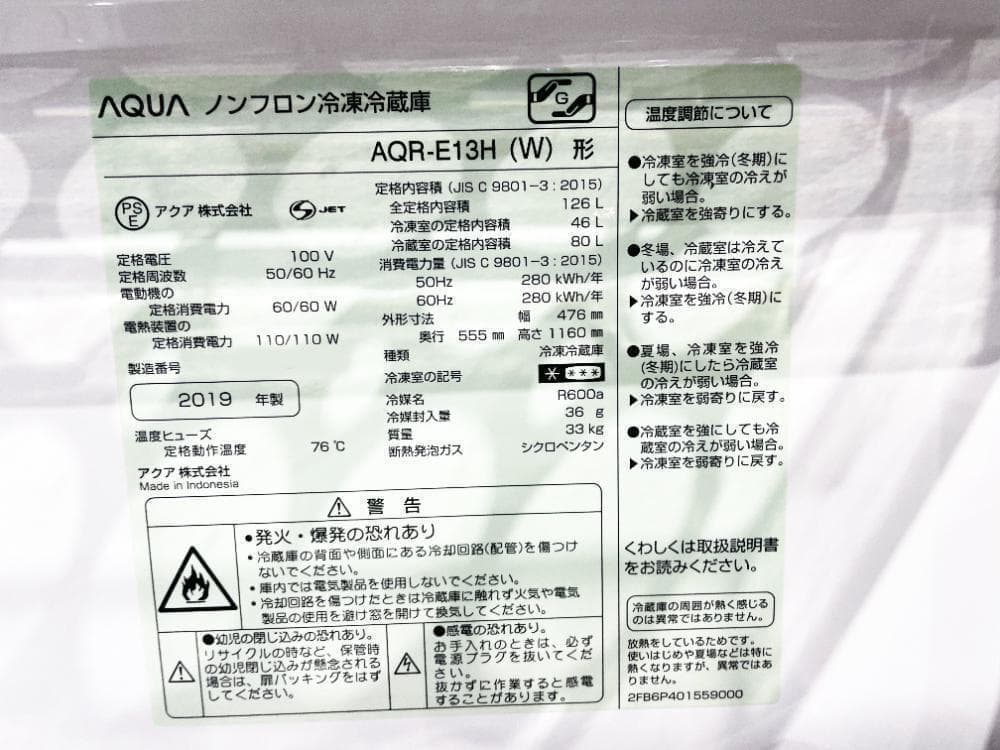 AQUA ノンフロン冷凍冷蔵庫
G
AQR-E13H (W) 形
PS
E
アクア 株式会社
S JET
定格電圧 100 V
定格周波数 50/60 Hz
電動機の
定格消費電力 60/60 W
電熱装置の
定格消費電力 110/110 W
製造番号
2019 年製
温度ヒューズ
定格動作温度 76 ℃
アクア 株式会社
Made in Indonesia
定格内容積 (JIS C 9801-3 : 2015)
全定格内容積 126 L
冷凍室の定格内容積 46 L
冷蔵室の定格内容積 80 L
消費電力量 (JIS C 9801-3 : 2015)
50Hz 280 kWh/年
60Hz 280 kWh/年
外形寸法 幅 476 ㎜
奥行 555 ㎜ 高さ 1160 ㎜
種類 冷凍冷蔵庫
冷凍室の記号 * ***
冷媒名 R600a
冷媒封入量 36 g
質量 33 kg
断熱発泡ガス シクロペンタン
⚠ 警告
●発火・爆発の恐れあり
・冷蔵庫の背面や側面にある冷却回路(配管)を傷つけ
ないでください。
・庫内では電気製品を使用しないでください。
・冷却回路を傷つけたときは冷蔵庫に触れず火気や電気
製品の使用を避け窓を開けて換気してください。
●幼児の閉じ込みの恐れあり。
リサイクルの時など、保管時
の幼児閉じ込みが懸念される
場合は、扉パッキングをはず
してください。
●感電の恐れあり。
お手入れのときは、必ず
電源プラグを抜いてくだ
さい。
抜かずに作業すると感電
することがあります。
温度調節について
●冷凍室を強冷(冬期)に
しても冷凍室の冷えが
弱い場合。
▶冷蔵室を強寄りにする。
●冬場、冷蔵室は冷えて
いるのに冷凍室の冷え
が弱い場合。
▶冷凍室を強冷(冬期)に
する。
●夏場、冷凍室を強冷
(冬期)にしたら冷蔵室
の冷えが弱い場合。
▶冷凍室を弱寄りに戻す。
●冷蔵室を強にしても冷
蔵室の冷えが弱い場合。
▶冷凍室を弱寄りに戻す。
くわしくは取扱説明書
をお読みください。
冷蔵庫の周囲が熱く感じる
のは異常ではありません。
放熱をしているためです。
使いはじめや夏場などは特に
熱くなりますが、異常ではあ
りません。
2FB6P401559000